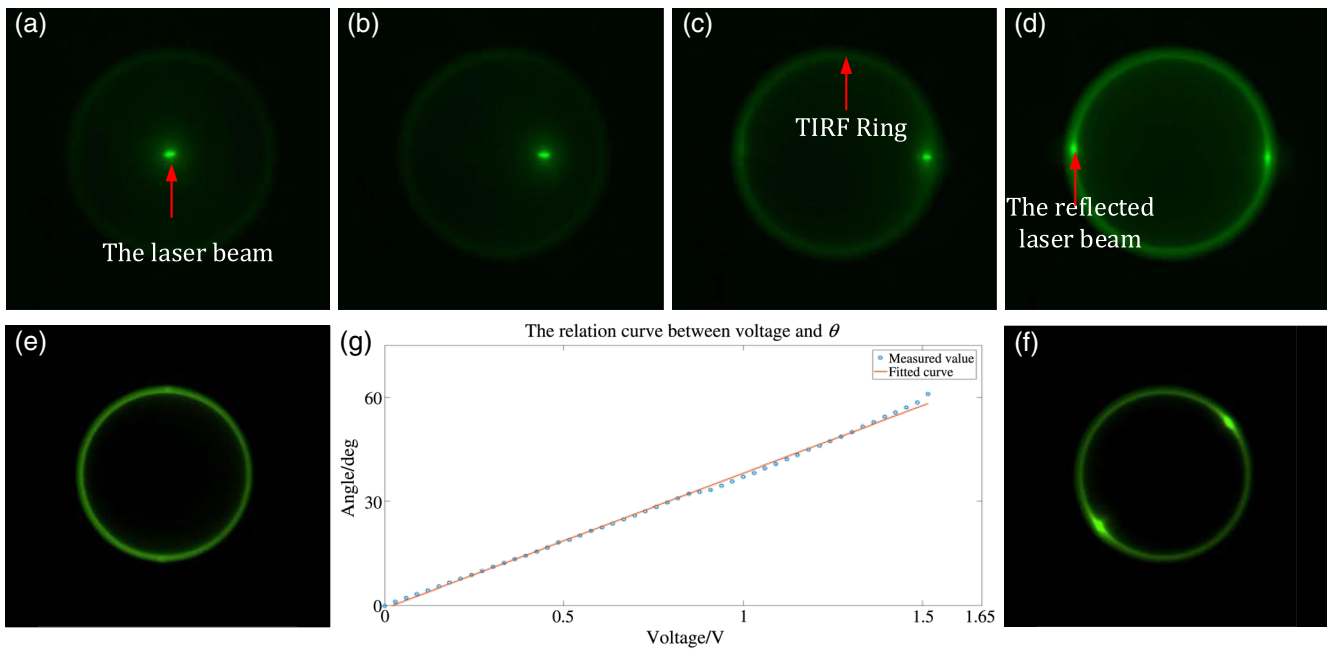 (a)
The laser beam
(b)
(c)
TIRF Ring
(d)
The reflected
laser beam
(e)
(g)
The relation curve between voltage and θ
Measured value
Fitted curve
60
30
0
Angle/deg
0 0.5 1 1.5 1.65
Voltage/V
(f)